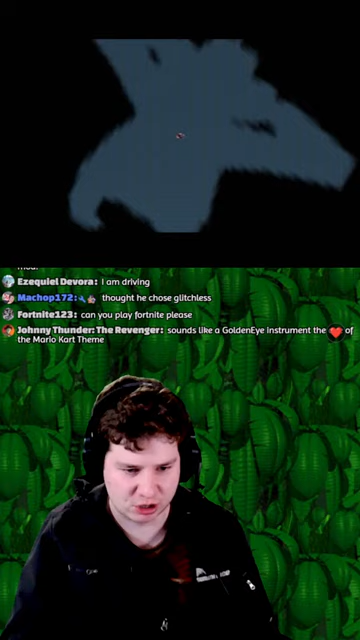 mod.
Ezequiel Devora: I am driving
Machop172: thought he chose glitchless
Fortnite123: can you play fortnite please
Johnny Thunder: The Revenger: sounds like a GoldenEye instrument the ❤️ of
the Mario Kart Theme